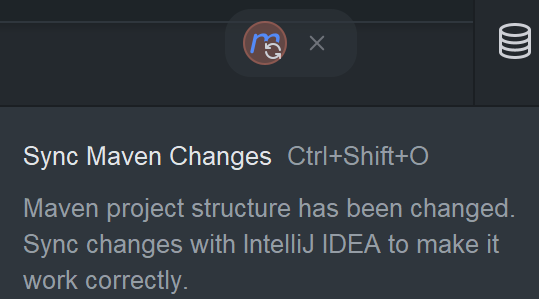 m
Sync Maven Changes Ctrl+Shift+O
Maven project structure has been changed.
Sync changes with IntelliJ IDEA to make it
work correctly.